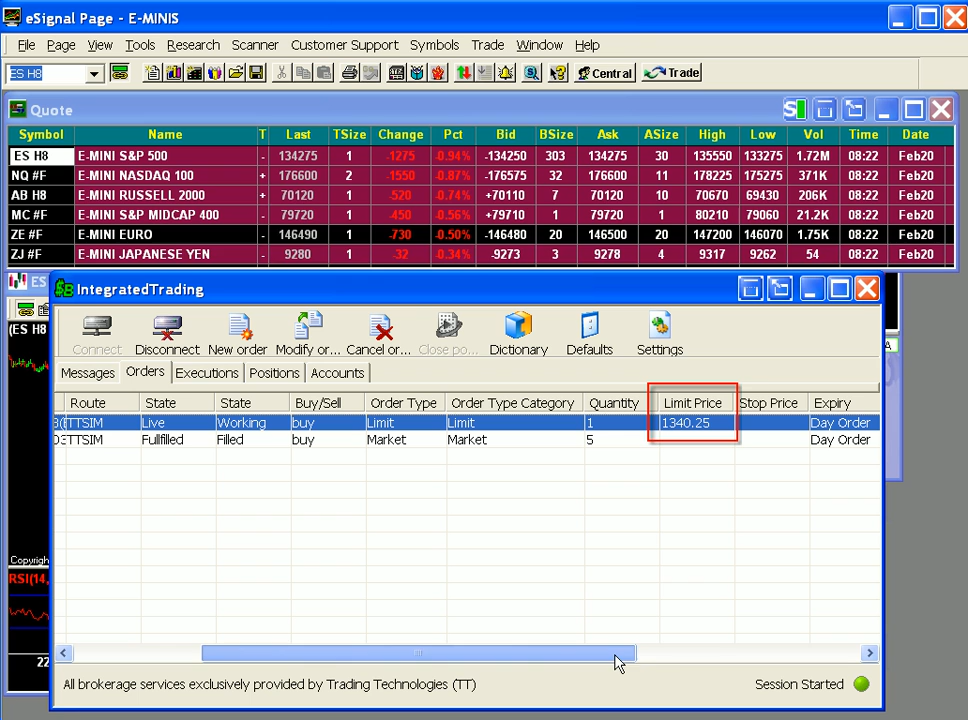 eSignal Page - E-MINIS
File Page View Tools Research Scanner Customer Support Symbols Trade Window Help
ES H8 Central Trade
Quote
Symbol Name T Last TSize Change Pct Bid BSize Ask ASize High Low Vol Time Date
ES H8 E-MINI S&P 500 - 134275 1 -1275 -0.94% -134250 303 134275 30 135550 133275 1.72M 08:22 Feb20
NQ #F E-MINI NASDAQ 100 + 176600 2 -1550 -0.87% -176575 32 176600 11 178225 175275 371K 08:22 Feb20
AB H8 E-MINI RUSSELL 2000 + 70120 1 -520 -0.74% +70110 7 70120 10 70670 69430 206K 08:22 Feb20
MC #F E-MINI S&P MIDCAP 400 - 79720 1 -450 -0.56% +79710 1 79720 1 80210 79060 21.2K 08:22 Feb20
ZE #F E-MINI EURO - 146490 1 -730 -0.50% -146480 20 146500 20 147200 146070 1.75K 08:22 Feb20
ZJ #F E-MINI JAPANESE YEN - 9280 1 -32 -0.34% -9273 3 9278 4 9317 9262 54 08:22 Feb20
ES
IntegratedTrading
(ES H8
Connect Disconnect New order Modify or... Cancel or... Close po... Dictionary Defaults Settings
Messages Orders Executions Positions Accounts
Route State State Buy/Sell Order Type Order Type Category Quantity Limit Price Stop Price Expiry
TTSIM Live Working buy Limit Limit 1 1340.25 Day Order
TTSIM Fullfilled Filled buy Market Market 5 Day Order
Copyrigh
RSI(14,
22
All brokerage services exclusively provided by Trading Technologies (TT) Session Started